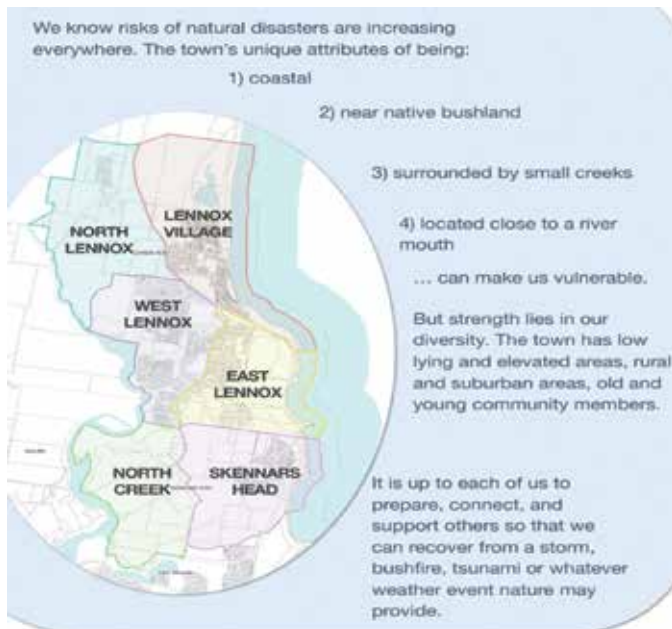 We know risks of natural disasters are increasing
everywhere. The town's unique attributes of being:
1) coastal
2) near native bushland
3) surrounded by small creeks
4) located close to a river
mouth
... can make us vulnerable.
But strength lies in our
diversity. The town has low
lying and elevated areas, rural
and suburban areas, old and
young community members.
It is up to each of us to
prepare, connect, and
support others so that we
can recover from a storm,
bushfire, tsunami or whatever
weather event nature may
provide.
NORTH
LENNOX
LENNOX
VILLAGE
WEST
LENNOX
EAST
LENNOX
NORTH
CREEK
SKENNARS
HEAD